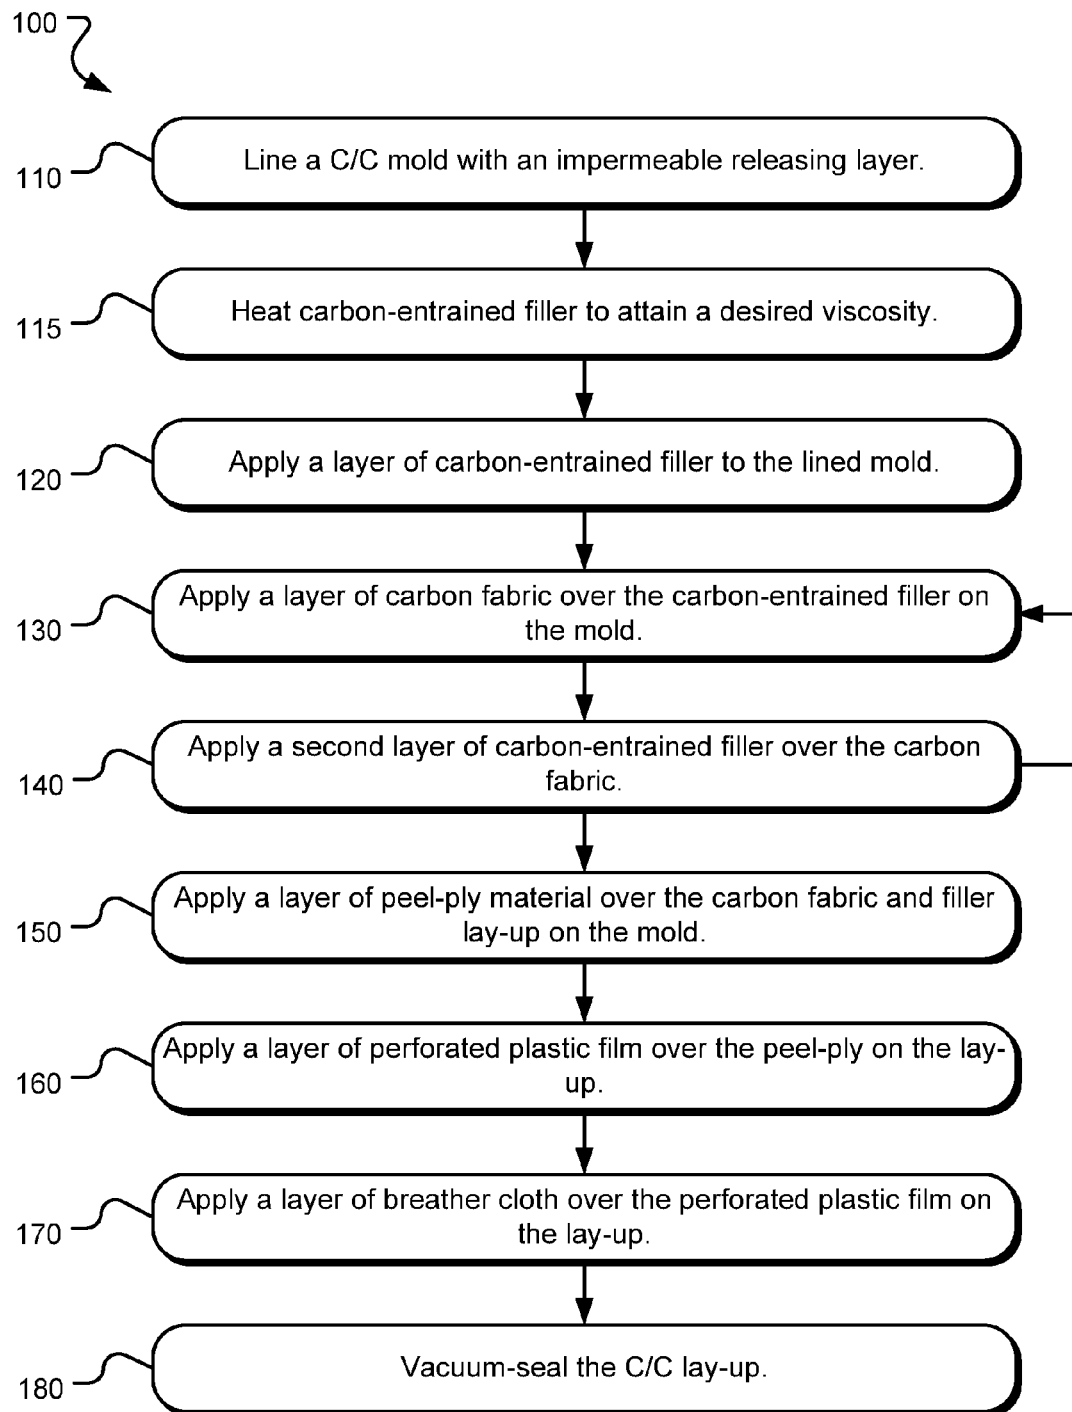 100
110
Line a C/C mold with an impermeable releasing layer.
115
Heat carbon-entrained filler to attain a desired viscosity.
120
Apply a layer of carbon-entrained filler to the lined mold.
130
Apply a layer of carbon fabric over the carbon-entrained filler on
the mold.
140
Apply a second layer of carbon-entrained filler over the carbon
fabric.
150
Apply a layer of peel-ply material over the carbon fabric and filler
lay-up on the mold.
160
Apply a layer of perforated plastic film over the peel-ply on the lay-
up.
170
Apply a layer of breather cloth over the perforated plastic film on
the lay-up.
180
Vacuum-seal the C/C lay-up.